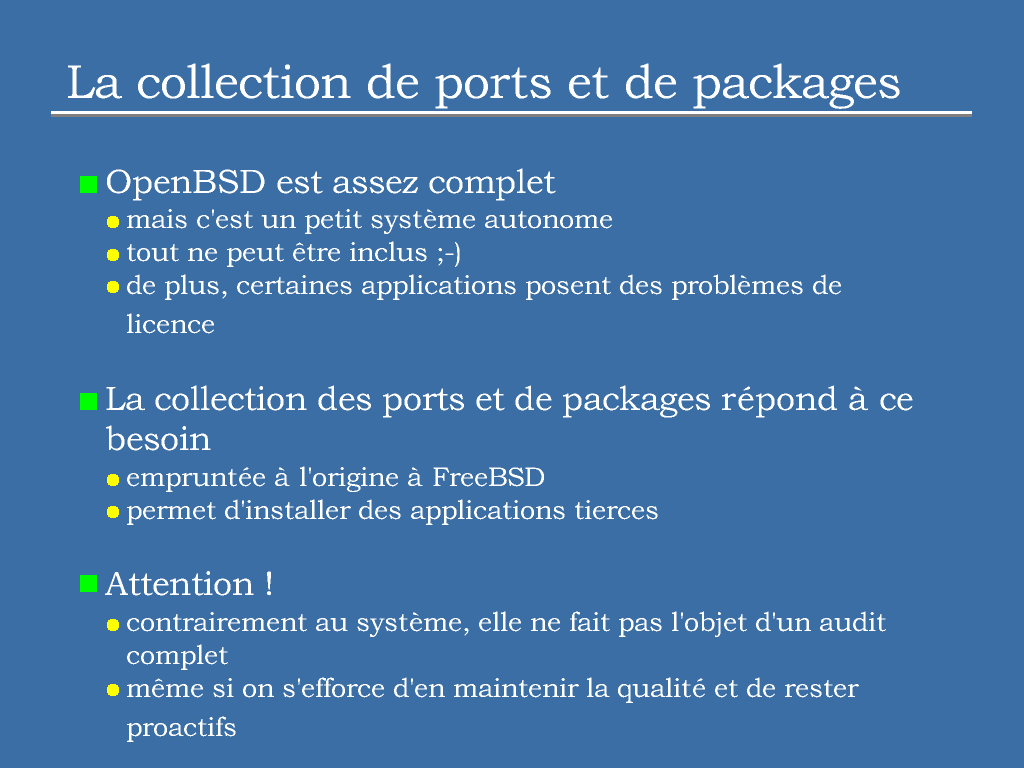 La collection de ports et de packages
OpenBSD est assez complet
mais c'est un petit système autonome
tout ne peut être inclus ;-)
de plus, certaines applications posent des problèmes de
licence
La collection des ports et de packages répond à ce
besoin
empruntée à l'origine à FreeBSD
permet d'installer des applications tierces
Attention !
contrairement au système, elle ne fait pas l'objet d'un audit
complet
même si on s'efforce d'en maintenir la qualité et de rester
proactifs